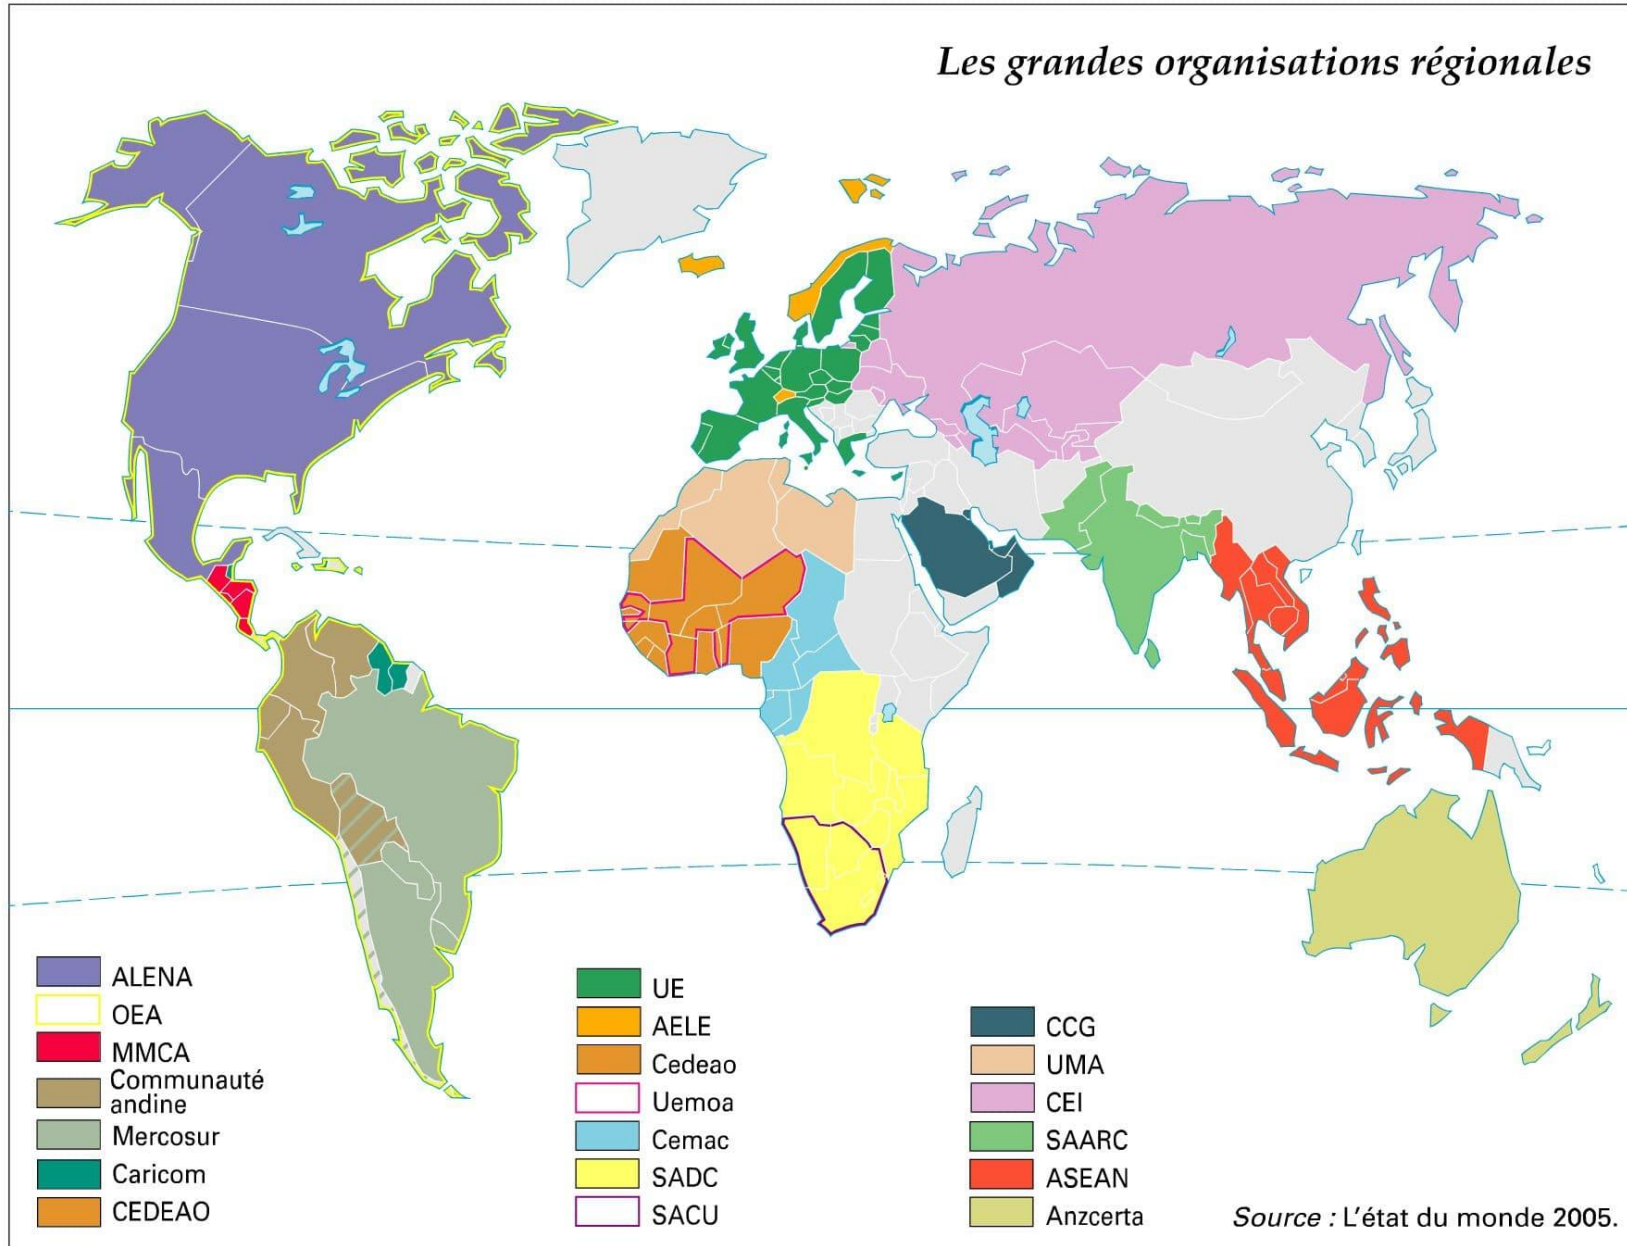 Les grandes organisations régionales
ALENA
OEA
MMCA
Communauté
andine
Mercosur
Caricom
CEDEAO
UE
AELE
Cedeao
Uemoa
Cemac
SADC
SACU
CCG
UMA
CEI
SAARC
ASEAN
Anzcerta
Source : L'état du monde 2005.